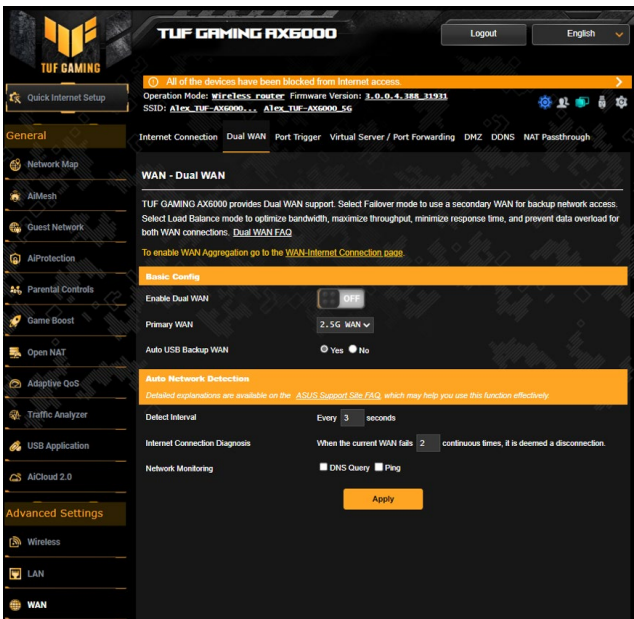 TUF GAMING AX6000
Logout
English
TUF GAMING
All of the devices have been blocked from Internet access.
Quick Internet Setup
Operation Mode: Wireless router Firmware Version: 3.0.0.4.388_31931
SSID: Alex_TUF-AX6000... Alex_TUF-AX6000_5G
General
Internet Connection Dual WAN Port Trigger Virtual Server / Port Forwarding DMZ DDNS NAT Passthrough
Network Map
AiMesh
Guest Network
AiProtection
Parental Controls
Game Boost
Open NAT
Adaptive QoS
Traffic Analyzer
USB Application
AiCloud 2.0
Advanced Settings
Wireless
LAN
WAN
WAN - Dual WAN
TUF GAMING AX6000 provides Dual WAN support. Select Failover mode to use a secondary WAN for backup network access.
Select Load Balance mode to optimize bandwidth, maximize throughput, minimize response time, and prevent data overload for
both WAN connections. Dual WAN FAQ
To enable WAN Aggregation go to the WAN-Internet Connection page.
Basic Config
Enable Dual WAN OFF
Primary WAN 2.5G WAN
Auto USB Backup WAN Yes No
Auto Network Detection
Detailed explanations are available on the ASUS Support Site FAQ, which may help you use this function effectively.
Detect Interval Every 3 seconds
Internet Connection Diagnosis When the current WAN fails 2 continuous times, it is deemed a disconnection.
Network Monitoring DNS Query Ping
Apply